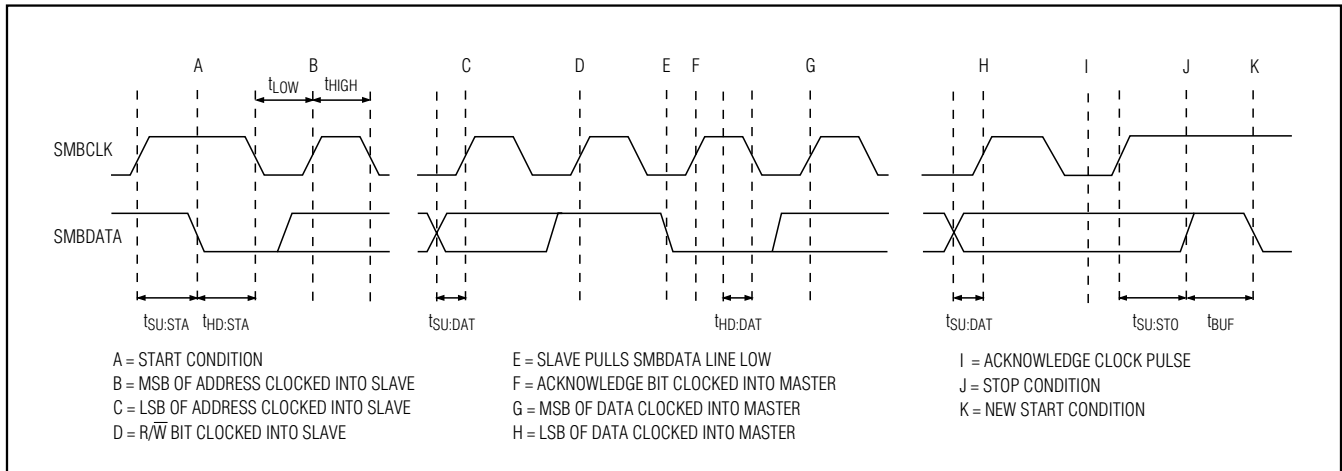 A B C D E F G H I J K
tLOW tHIGH
SMBCLK
SMBDATA
tSU:STA tHD:STA tSU:DAT tHD:DAT tSU:DAT tSU:STO tBUF
A = START CONDITION
B = MSB OF ADDRESS CLOCKED INTO SLAVE
C = LSB OF ADDRESS CLOCKED INTO SLAVE
D = R/W̅ BIT CLOCKED INTO SLAVE
E = SLAVE PULLS SMBDATA LINE LOW
F = ACKNOWLEDGE BIT CLOCKED INTO MASTER
G = MSB OF DATA CLOCKED INTO MASTER
H = LSB OF DATA CLOCKED INTO MASTER
I = ACKNOWLEDGE CLOCK PULSE
J = STOP CONDITION
K = NEW START CONDITION